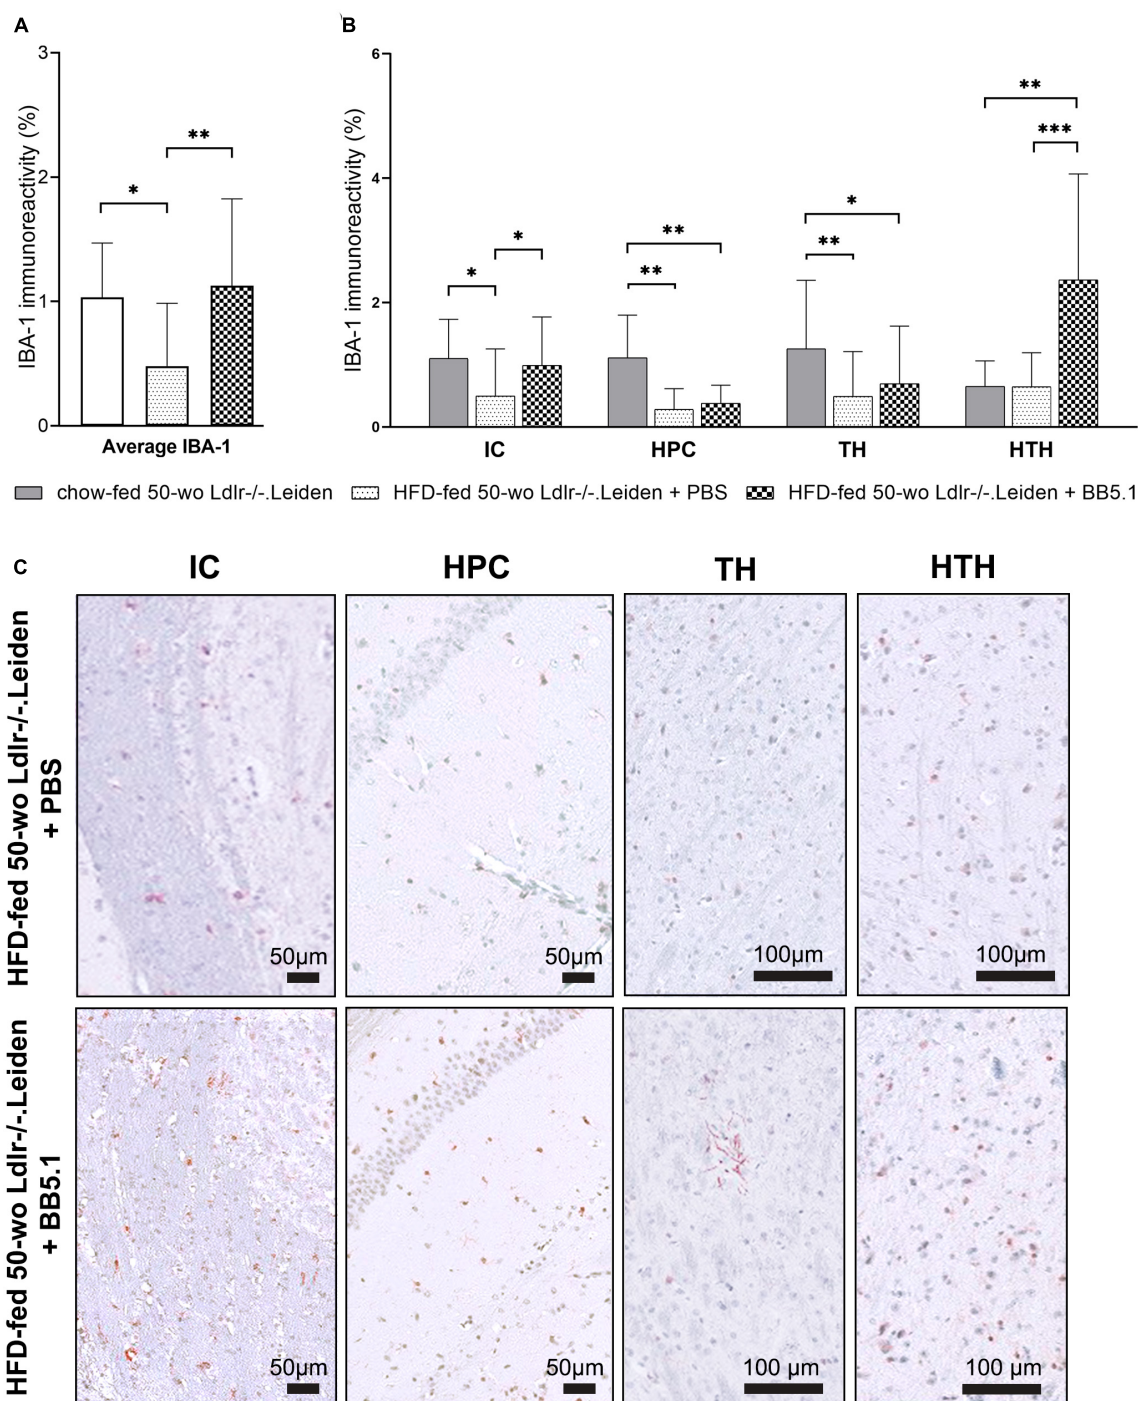 A
IBA-1 immunoreactivity (%)
3
2
1
0
*
**
Average IBA-1
B
IBA-1 immunoreactivity (%)
6
4
2
0
*
*
**
**
**
*
**
***
IC
HPC
TH
HTH
chow-fed 50-wo Ldlr-/-.Leiden
HFD-fed 50-wo Ldlr-/-.Leiden + PBS
HFD-fed 50-wo Ldlr-/-.Leiden + BB5.1
C
IC
HPC
TH
HTH
HFD-fed 50-wo Ldlr-/-.Leiden
+ PBS
50µm
50µm
100µm
100µm
HFD-fed 50-wo Ldlr-/-.Leiden
+ BB5.1
50µm
50µm
100 µm
100 µm